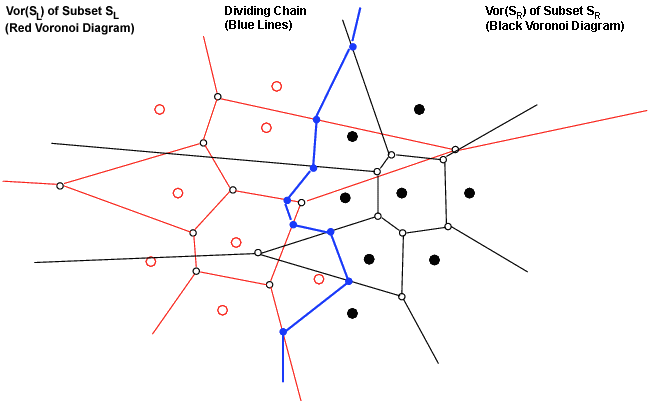 Vor(S_L) of Subset S_L
(Red Voronoi Diagram)
Dividing Chain
(Blue Lines)
Vor(S_R) of Subset S_R
(Black Voronoi Diagram)